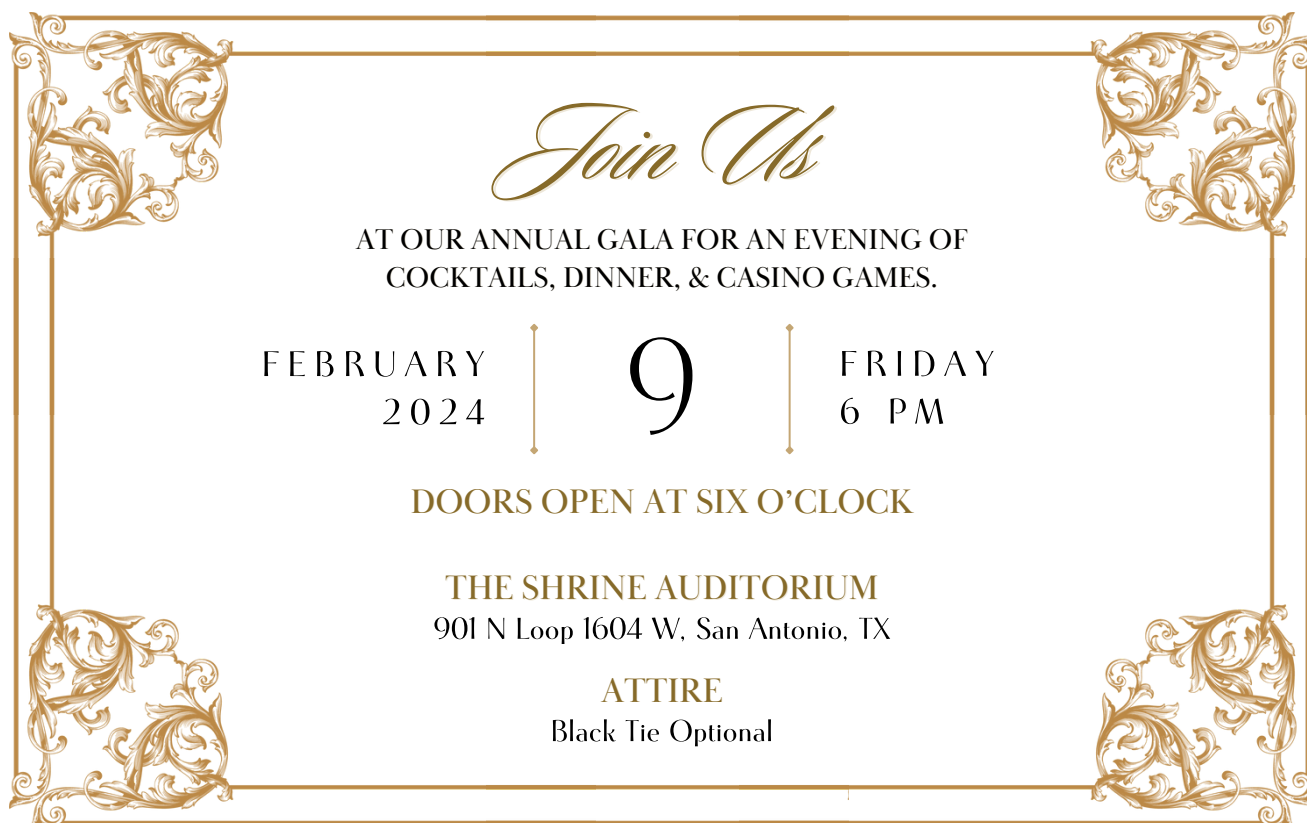 Join Us
AT OUR ANNUAL GALA FOR AN EVENING OF
COCKTAILS, DINNER, & CASINO GAMES.
FEBRUARY
2024
9
FRIDAY
6 PM
DOORS OPEN AT SIX O’CLOCK
THE SHRINE AUDITORIUM
901 N Loop 1604 W, San Antonio, TX
ATTIRE
Black Tie Optional